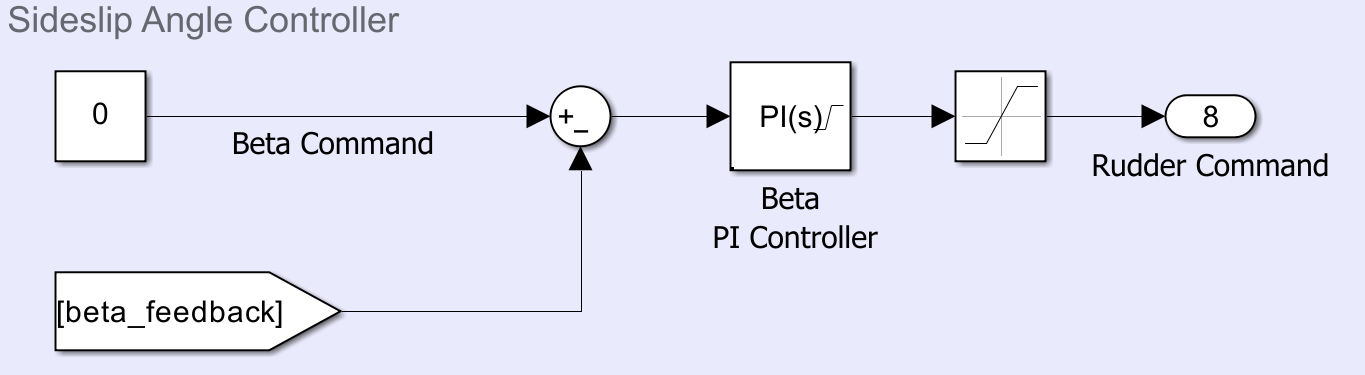 Sideslip Angle Controller
0
Beta Command
+
−
PI(s)
Beta
PI Controller
8
Rudder Command
[beta_feedback]